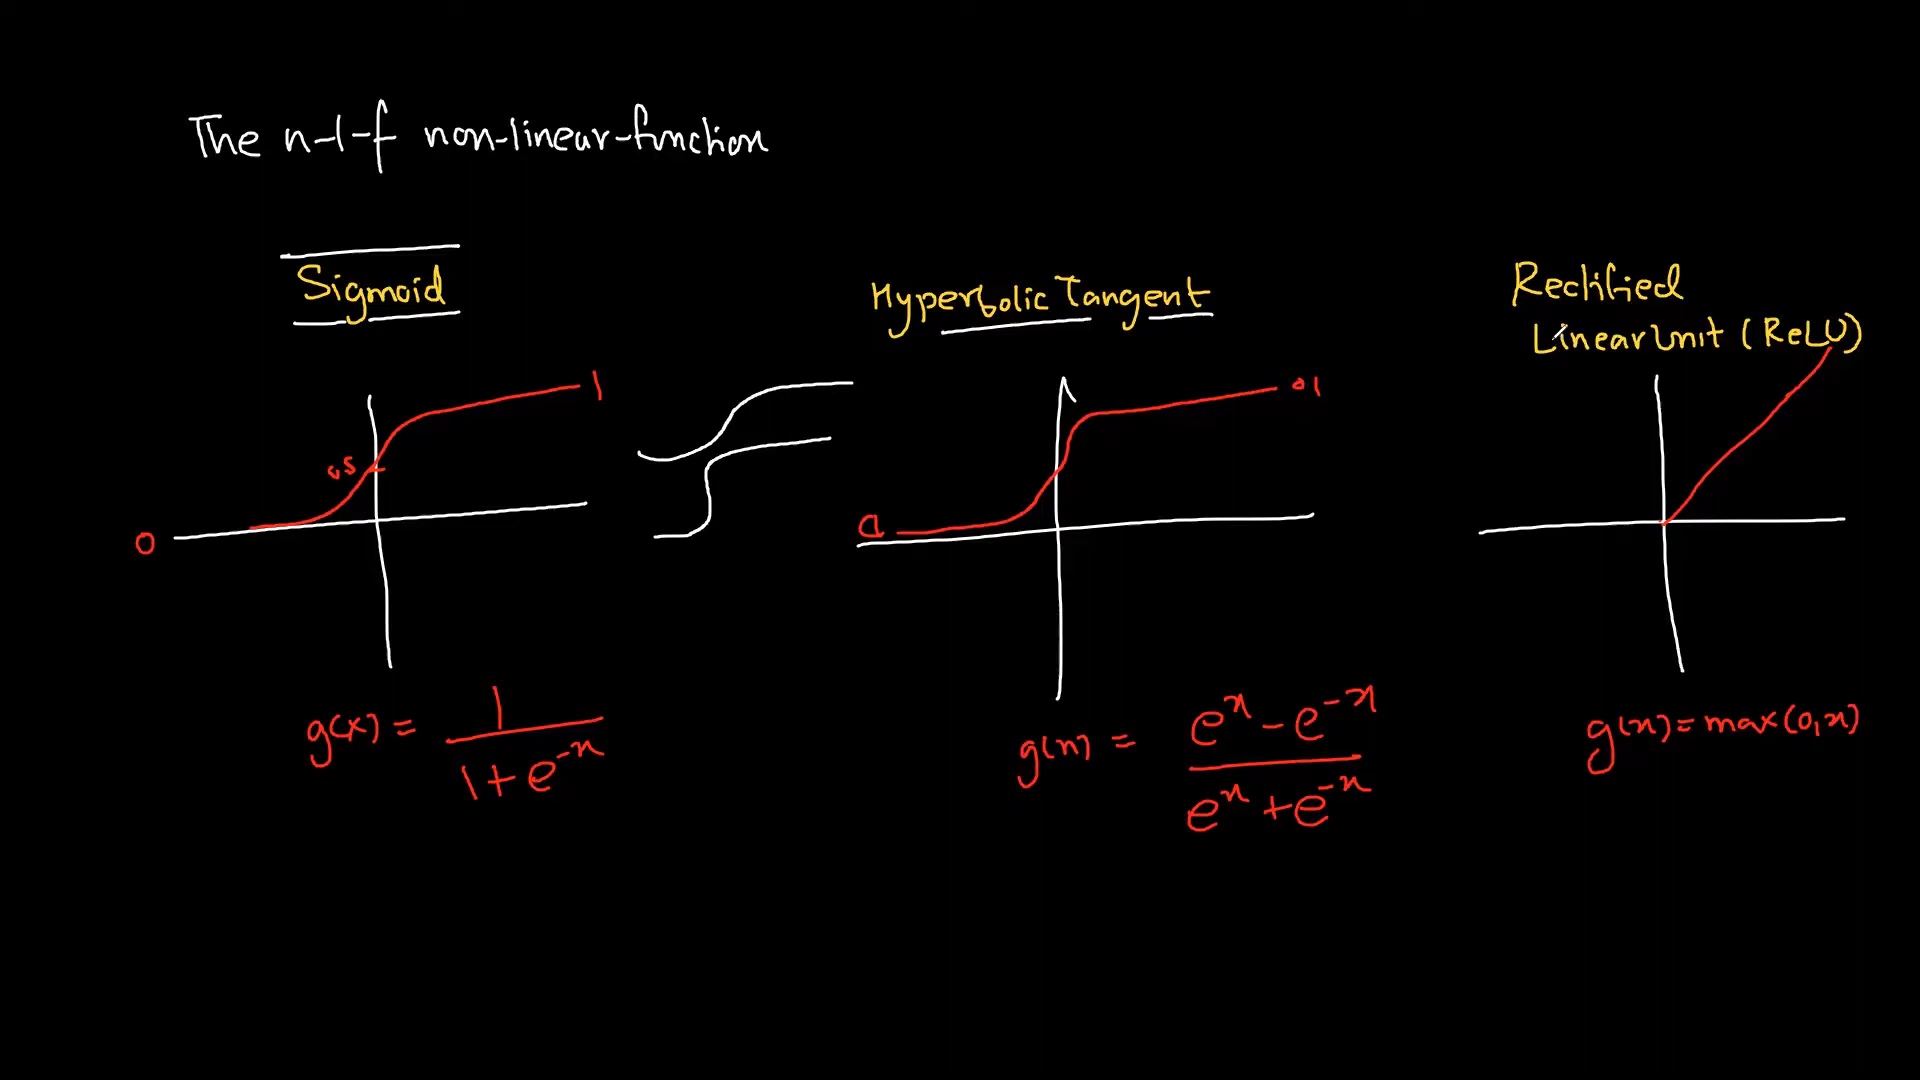 The n-l-f non-linear-function
Sigmoid
Hyperbolic Tangent
Rectified
Linear Unit (ReLU)
1
0.5
0
1
0
g(x) = 1 / 1 + e^-x
g(x) = e^x - e^-x / e^x + e^-x
g(x) = max(0,x)